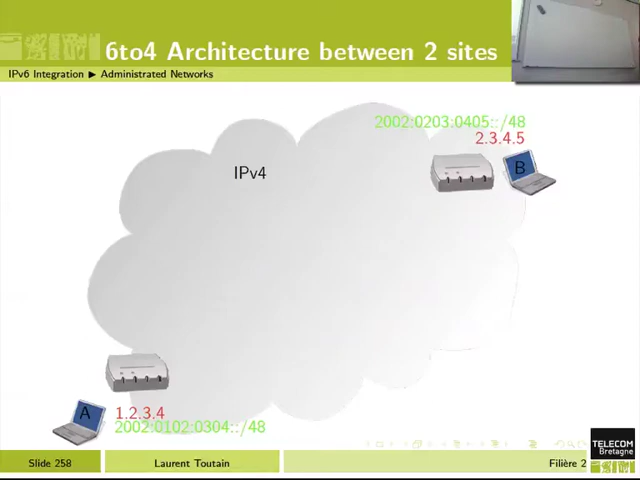 6to4 Architecture between 2 sites
IPv6 Integration ▶ Administrated Networks
2002:0203:0405::/48
2.3.4.5
IPv4
B
A
1.2.3.4
2002:0102:0304::/48
TELECOM
Bretagne
Slide 258
Laurent Toutain
Filière 2